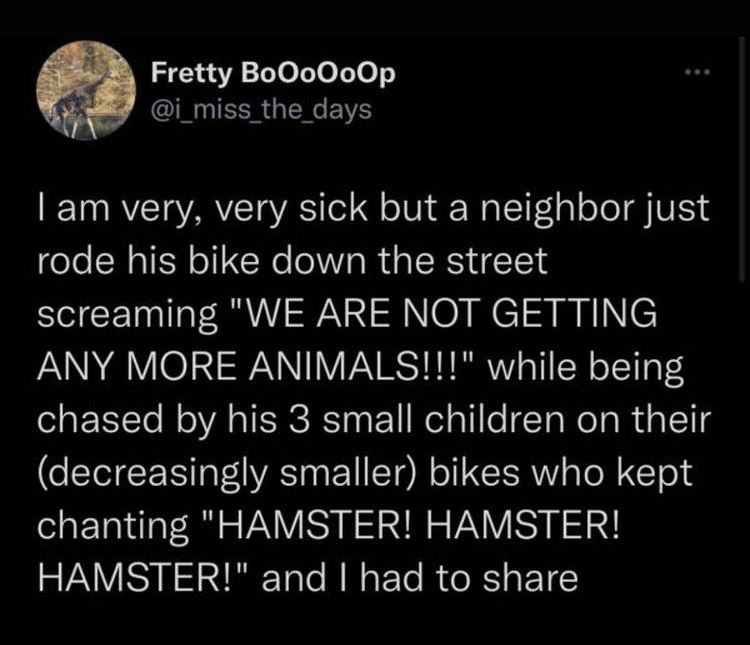 Fretty BoOoOoOp
@i_miss_the_days
I am very, very sick but a neighbor just
rode his bike down the street
screaming "WE ARE NOT GETTING
ANY MORE ANIMALS!!!" while being
chased by his 3 small children on their
(decreasingly smaller) bikes who kept
chanting "HAMSTER! HAMSTER!
HAMSTER!" and I had to share